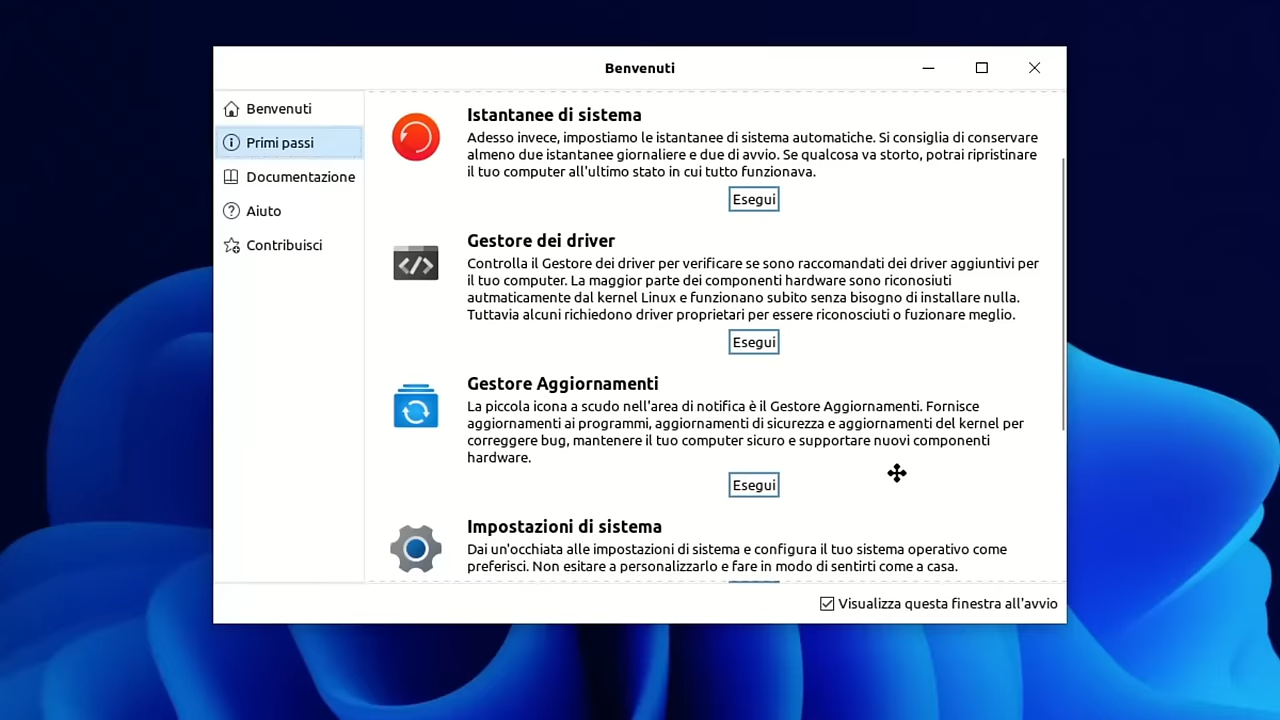 Benvenuti
Benvenuti
Primi passi
Documentazione
Aiuto
Contribuisci
Istantanee di sistema
Adesso invece, impostiamo le istantanee di sistema automatiche. Si consiglia di conservare
almeno due istantanee giornaliere e due di avvio. Se qualcosa va storto, potrai ripristinare
il tuo computer all'ultimo stato in cui tutto funzionava.
Esegui
Gestore dei driver
Controlla il Gestore dei driver per verificare se sono raccomandati dei driver aggiuntivi per
il tuo computer. La maggior parte dei componenti hardware sono riconosiuti
autmaticamente dal kernel Linux e funzionano subito senza bisogno di installare nulla.
Tuttavia alcuni richiedono driver proprietari per essere riconosciuti o fuzionare meglio.
Esegui
Gestore Aggiornamenti
La piccola icona a scudo nell'area di notifica è il Gestore Aggiornamenti. Fornisce
aggiornamenti ai programmi, aggiornamenti di sicurezza e aggiornamenti del kernel per
correggere bug, mantenere il tuo computer sicuro e supportare nuovi componenti
hardware.
Esegui
Impostazioni di sistema
Dai un'occhiata alle impostazioni di sistema e configura il tuo sistema operativo come
preferisci. Non esitare a personalizzarlo e fare in modo di sentirti come a casa.
Visualizza questa finestra all'avvio